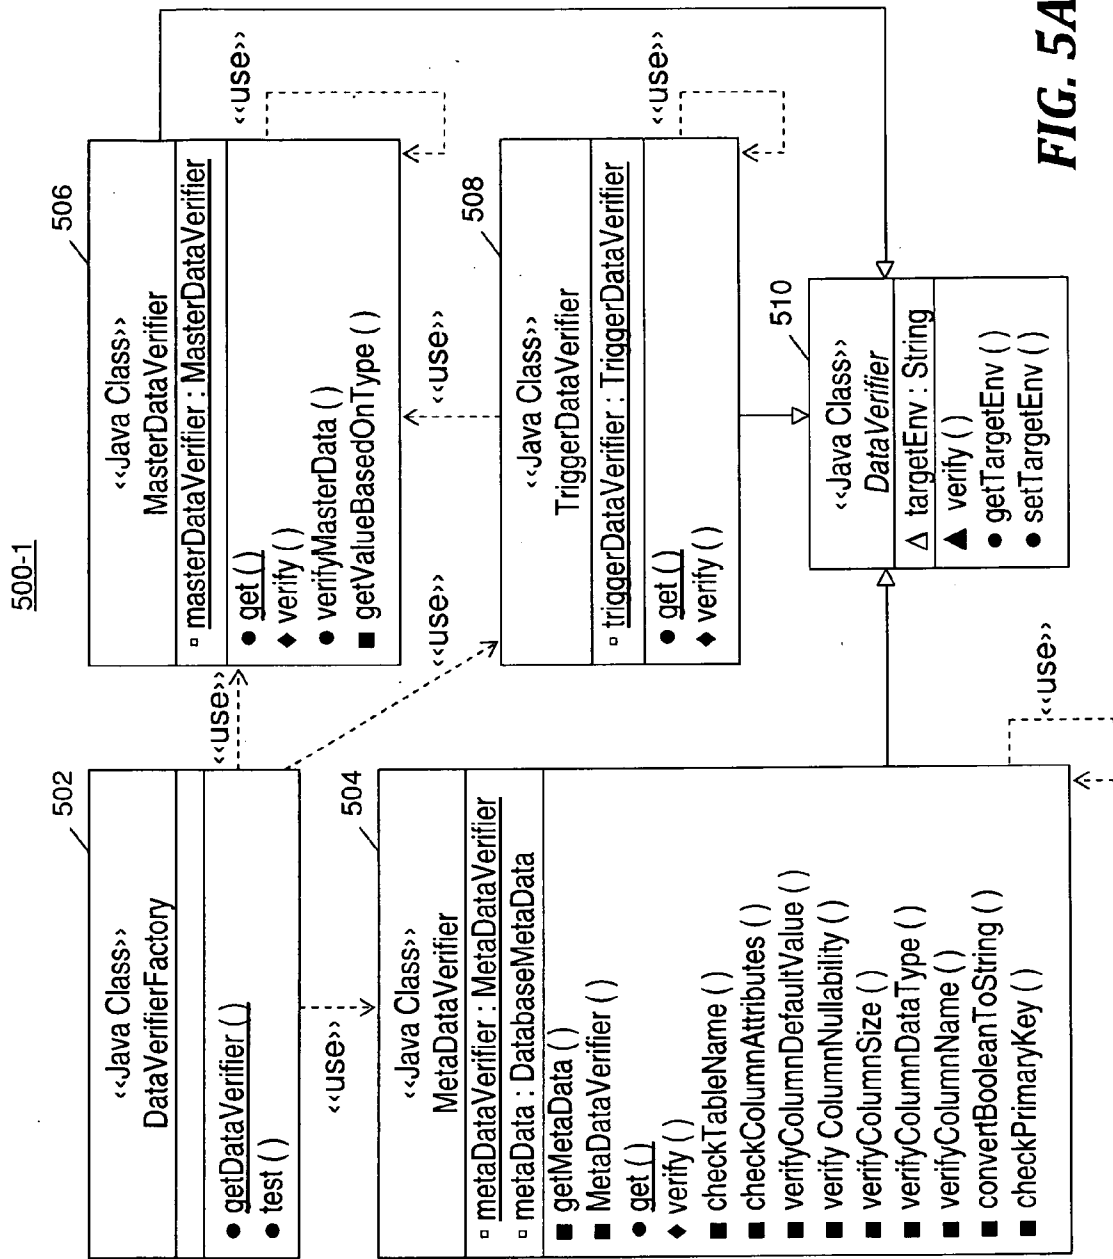 500-1
502
‹‹Java Class››
DataVerifierFactory
● getDataVerifier ( )
● test ( )
‹‹use››
‹‹use››
‹‹use››
504
‹‹Java Class››
MetaDataVerifier
▫ metaDataVerifier : MetaDataVerifier
▫ metaData : DatabaseMetaData
■ getMetaData ( )
■ MetaDataVerifier ( )
● get ( )
◆ verify ( )
■ checkTableName ( )
■ checkColumnAttributes ( )
■ verifyColumnDefaultValue ( )
■ verify ColumnNullability ( )
■ verifyColumnSize ( )
■ verifyColumnDataType ( )
■ verifyColumnName ( )
■ convertBooleanToString ( )
■ checkPrimaryKey ( )
‹‹use››
506
‹‹Java Class››
MasterDataVerifier
▫ masterDataVerifier : MasterDataVerifier
● get ( )
◆ verify ( )
● verifyMasterData ( )
■ getValueBasedOnType ( )
‹‹use››
‹‹use››
508
‹‹Java Class››
TriggerDataVerifier
▫ triggerDataVerifier : TriggerDataVerifier
● get ( )
◆ verify ( )
‹‹use››
510
‹‹Java Class››
DataVerifier
△ targetEnv : String
▲ verify ( )
● getTargetEnv ( )
● setTargetEnv ( )
FIG. 5A